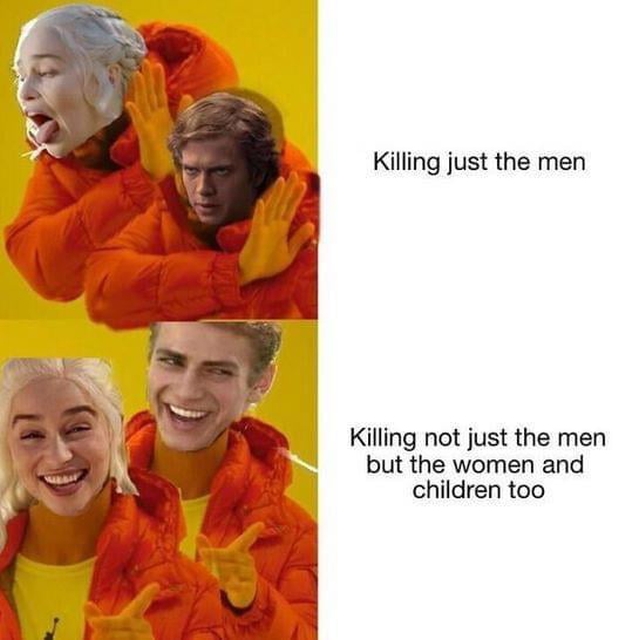 Killing just the men
Killing not just the men
but the women and
children too